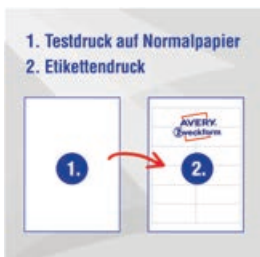 1. Testdruck auf Normalpapier
2. Etikettendruck
AVERY
Zweckform
1.
2.